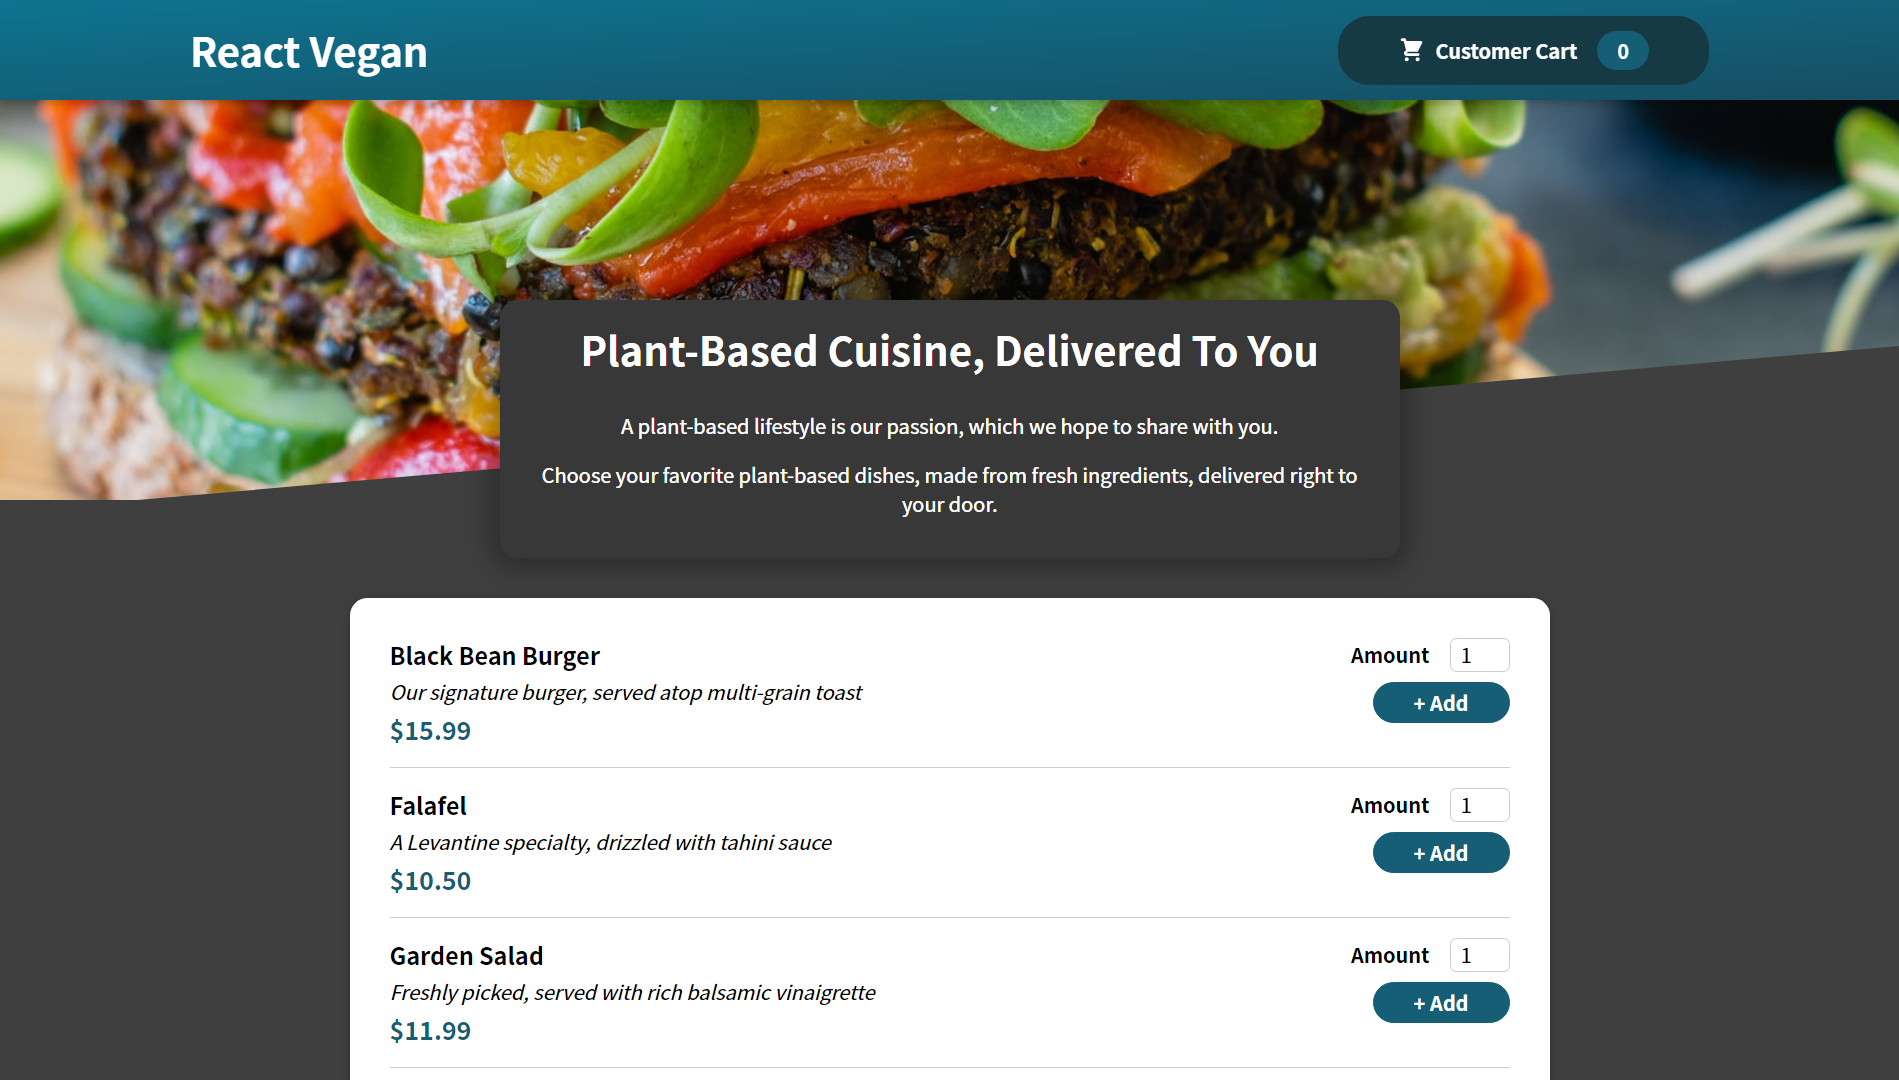 React Vegan
Customer Cart 0
Plant-Based Cuisine, Delivered To You
A plant-based lifestyle is our passion, which we hope to share with you.
Choose your favorite plant-based dishes, made from fresh ingredients, delivered right to
your door.
Black Bean Burger
Our signature burger, served atop multi-grain toast
$15.99
Amount 1
+ Add
Falafel
A Levantine specialty, drizzled with tahini sauce
$10.50
Amount 1
+ Add
Garden Salad
Freshly picked, served with rich balsamic vinaigrette
$11.99
Amount 1
+ Add